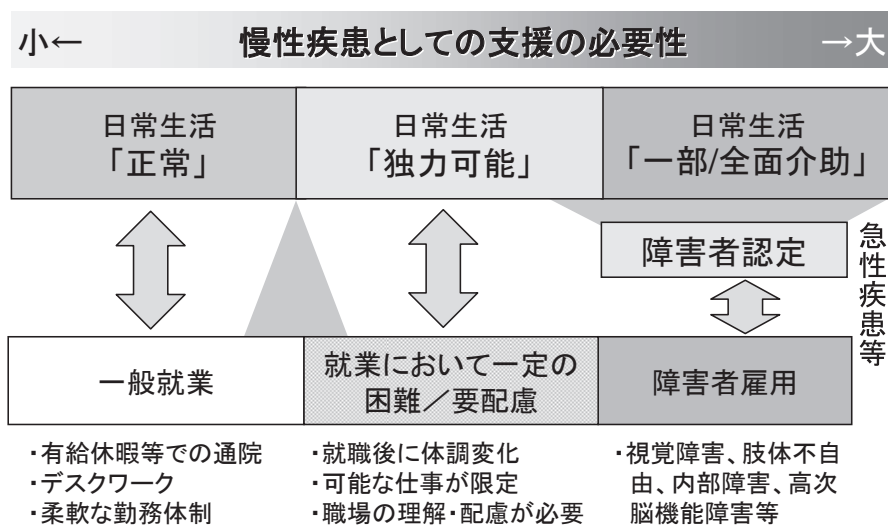 小← 慢性疾患としての支援の必要性 →大
日常生活
「正常」
日常生活
「独力可能」
日常生活
「一部/全面介助」
障害者認定
急性疾患等
一般就業
就業において一定の
困難／要配慮
障害者雇用
・有給休暇等での通院
・デスクワーク
・柔軟な勤務体制
・就職後に体調変化
・可能な仕事が限定
・職場の理解・配慮が必要
・視覚障害、肢体不自
由、内部障害、高次
脳機能障害等